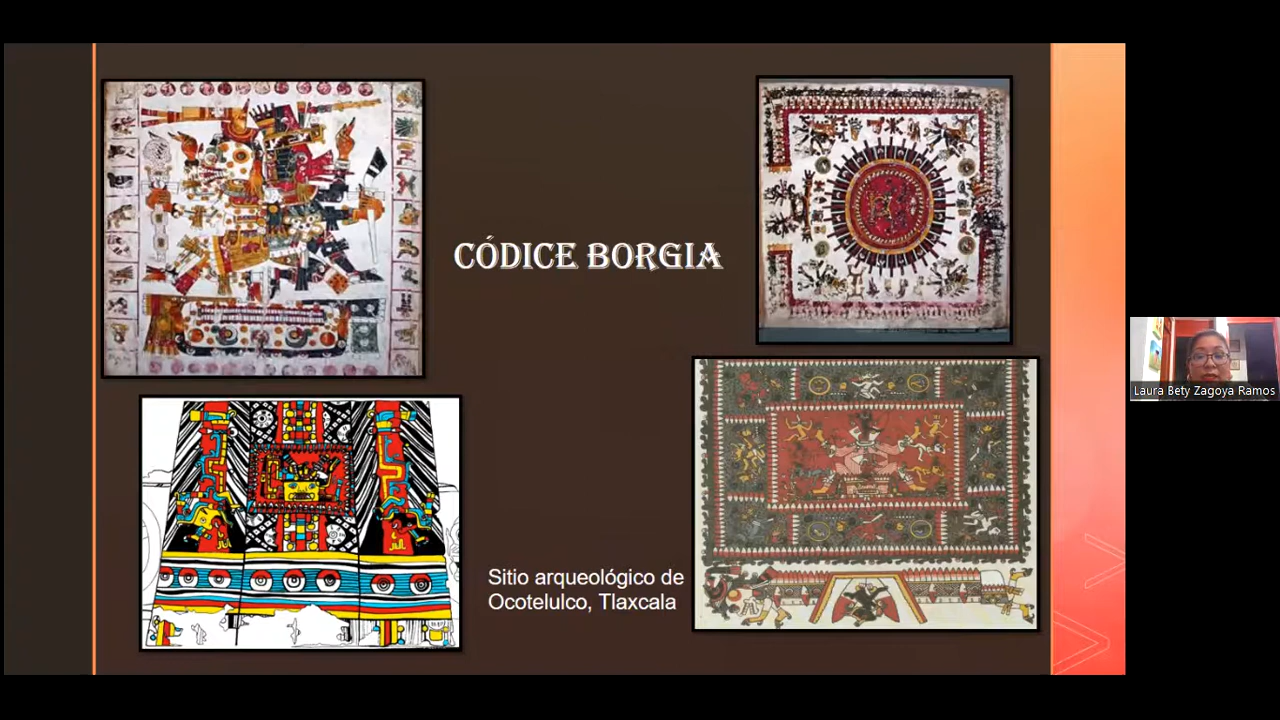 CÓDICE BORGIA
Sitio arqueológico de
Ocotelulco, Tlaxcala
Laura Bety Zagoya Ramos